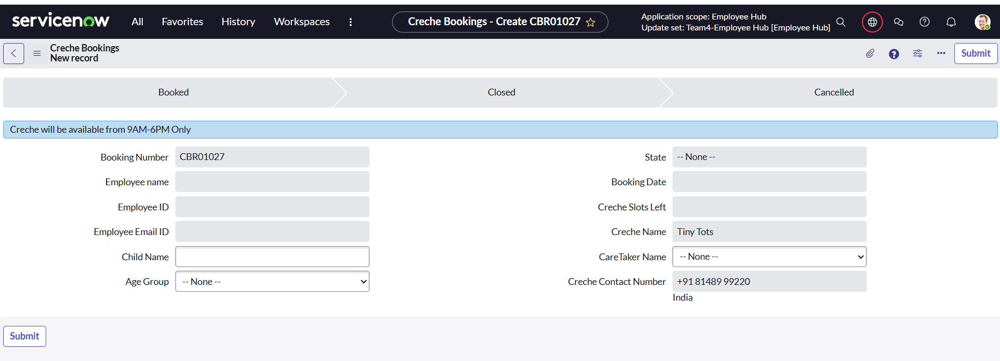 servicenow
All
Favorites
History
Workspaces
Creche Bookings - Create CBR01027
Application scope: Employee Hub
Update set: Team4-Employee Hub [Employee Hub]
Creche Bookings
New record
Submit
Booked
Closed
Cancelled
Creche will be available from 9AM-6PM Only
Booking Number
CBR01027
Employee name
Employee ID
Employee Email ID
Child Name
Age Group
-- None --
State
-- None --
Booking Date
Creche Slots Left
Creche Name
Tiny Tots
CareTaker Name
-- None --
Creche Contact Number
+91 81489 99220
India
Submit